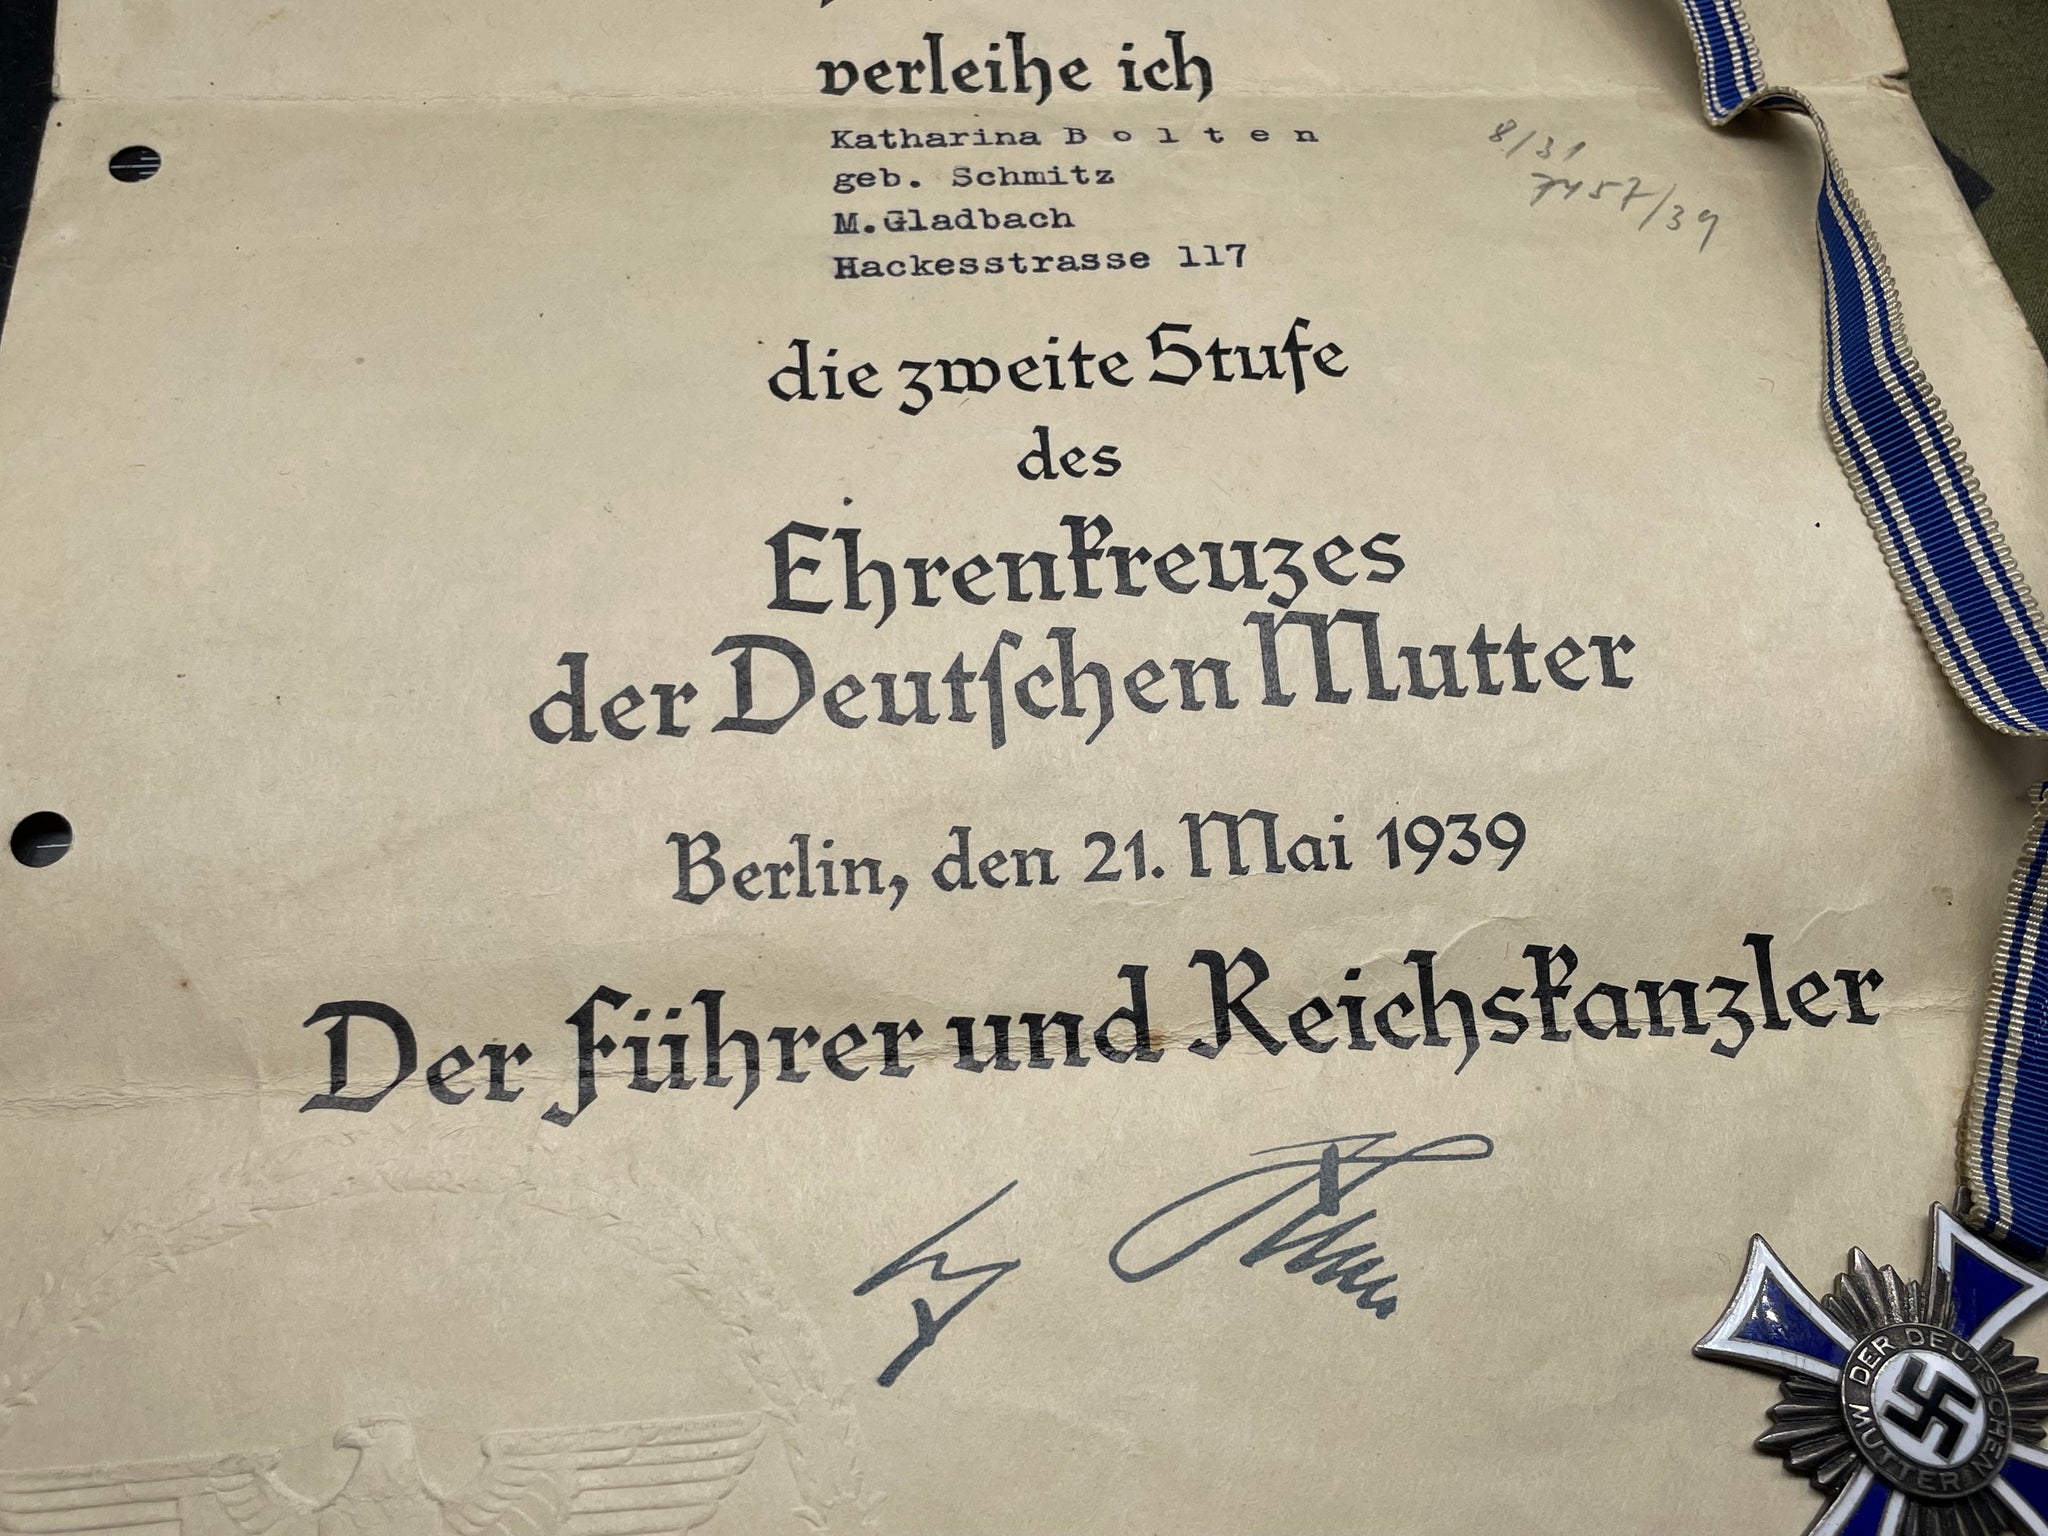 verleihe ich
Katharina B o l t e n
geb. Schmitz
M.Gladbach
Hackesstrasse 117
8/31
7457/39
die zweite Stufe
des
Ehrenkreuzes
der Deutschen Mutter
Berlin, den 21. Mai 1939
Der Führer und Reichskanzler
DER DEUTSCHEN MUTTER